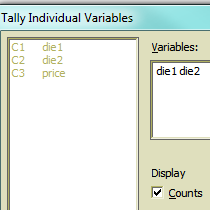 Tally Individual Variables
C1 die1
C2 die2
C3 price
Variables:
die1 die2
Display
Counts